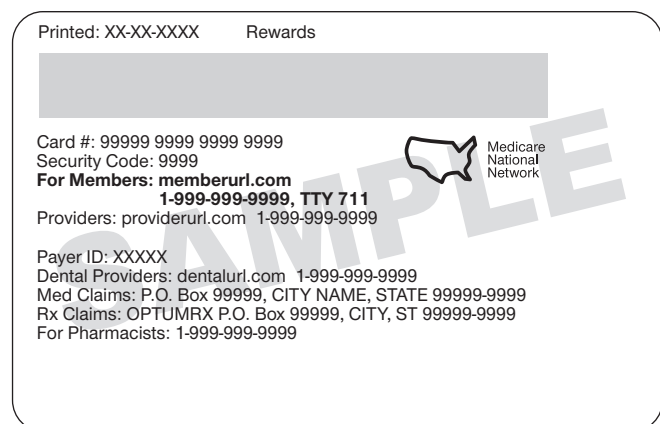 Printed: XX-XX-XXXX Rewards
Card #: 99999 9999 9999 9999
Security Code: 9999
For Members: memberurl.com
1-999-999-9999, TTY 711
Providers: providerurl.com 1-999-999-9999
Medicare
National
Network
Payer ID: XXXXX
Dental Providers: dentalurl.com 1-999-999-9999
Med Claims: P.O. Box 99999, CITY NAME, STATE 99999-9999
Rx Claims: OPTUMRX P.O. Box 99999, CITY, ST 99999-9999
For Pharmacists: 1-999-999-9999
SAMPLE